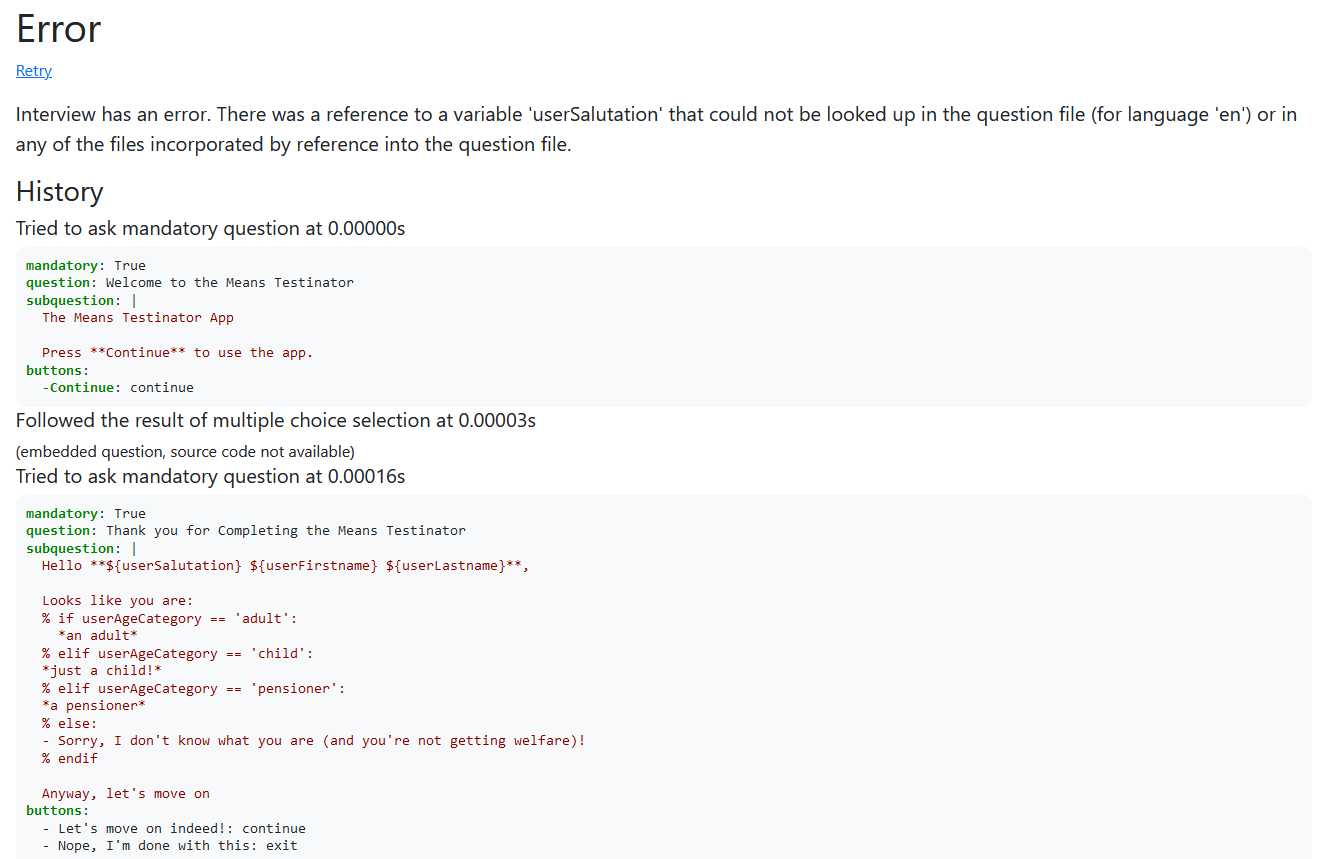 Error
Retry
Interview has an error. There was a reference to a variable 'userSalutation' that could not be looked up in the question file (for language 'en') or in
any of the files incorporated by reference into the question file.
History
Tried to ask mandatory question at 0.00000s
mandatory: True
question: Welcome to the Means Testinator
subquestion: |
  The Means Testinator App

  Press **Continue** to use the app.
buttons:
  -Continue: continue
Followed the result of multiple choice selection at 0.00003s
(embedded question, source code not available)
Tried to ask mandatory question at 0.00016s
mandatory: True
question: Thank you for Completing the Means Testinator
subquestion: |
  Hello **${userSalutation} ${userFirstname} ${userLastname}**,

  Looks like you are:
  % if userAgeCategory == 'adult':
    *an adult*
  % elif userAgeCategory == 'child':
  *just a child!*
  % elif userAgeCategory == 'pensioner':
  *a pensioner*
  % else:
  - Sorry, I don't know what you are (and you're not getting welfare)!
  % endif

  Anyway, let's move on
buttons:
  - Let's move on indeed!: continue
  - Nope, I'm done with this: exit